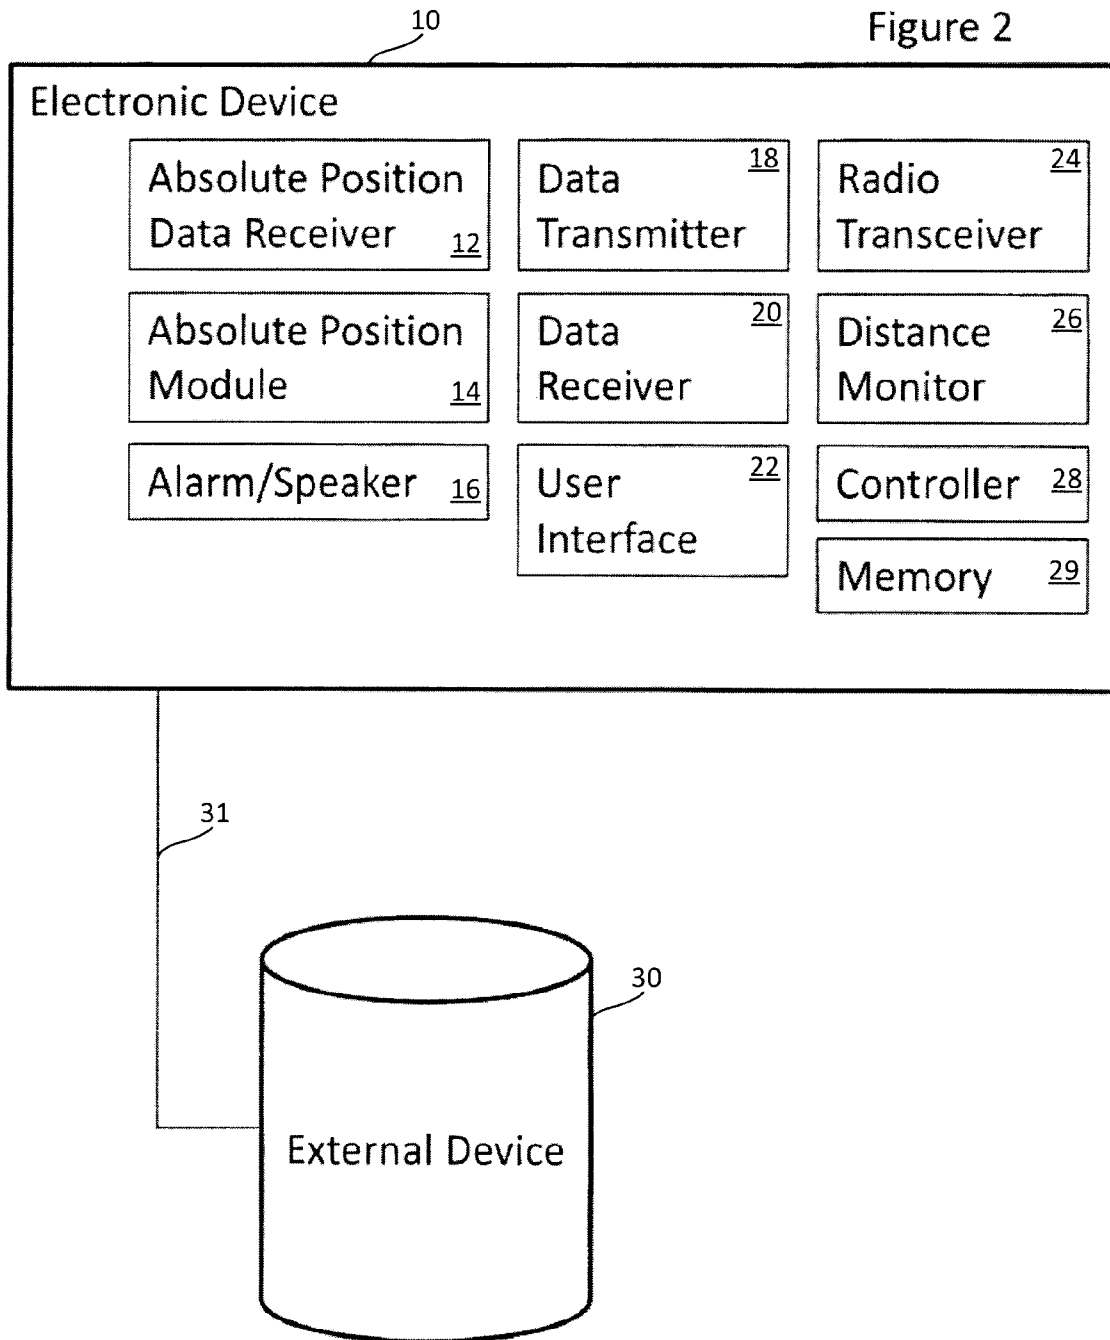 10
Figure 2
Electronic Device
Absolute Position
Data Receiver 12
Data 18
Transmitter
Radio 24
Transceiver
Absolute Position
Module 14
Data 20
Receiver
Distance 26
Monitor
Alarm/Speaker 16
User 22
Interface
Controller 28
Memory 29
31
30
External Device